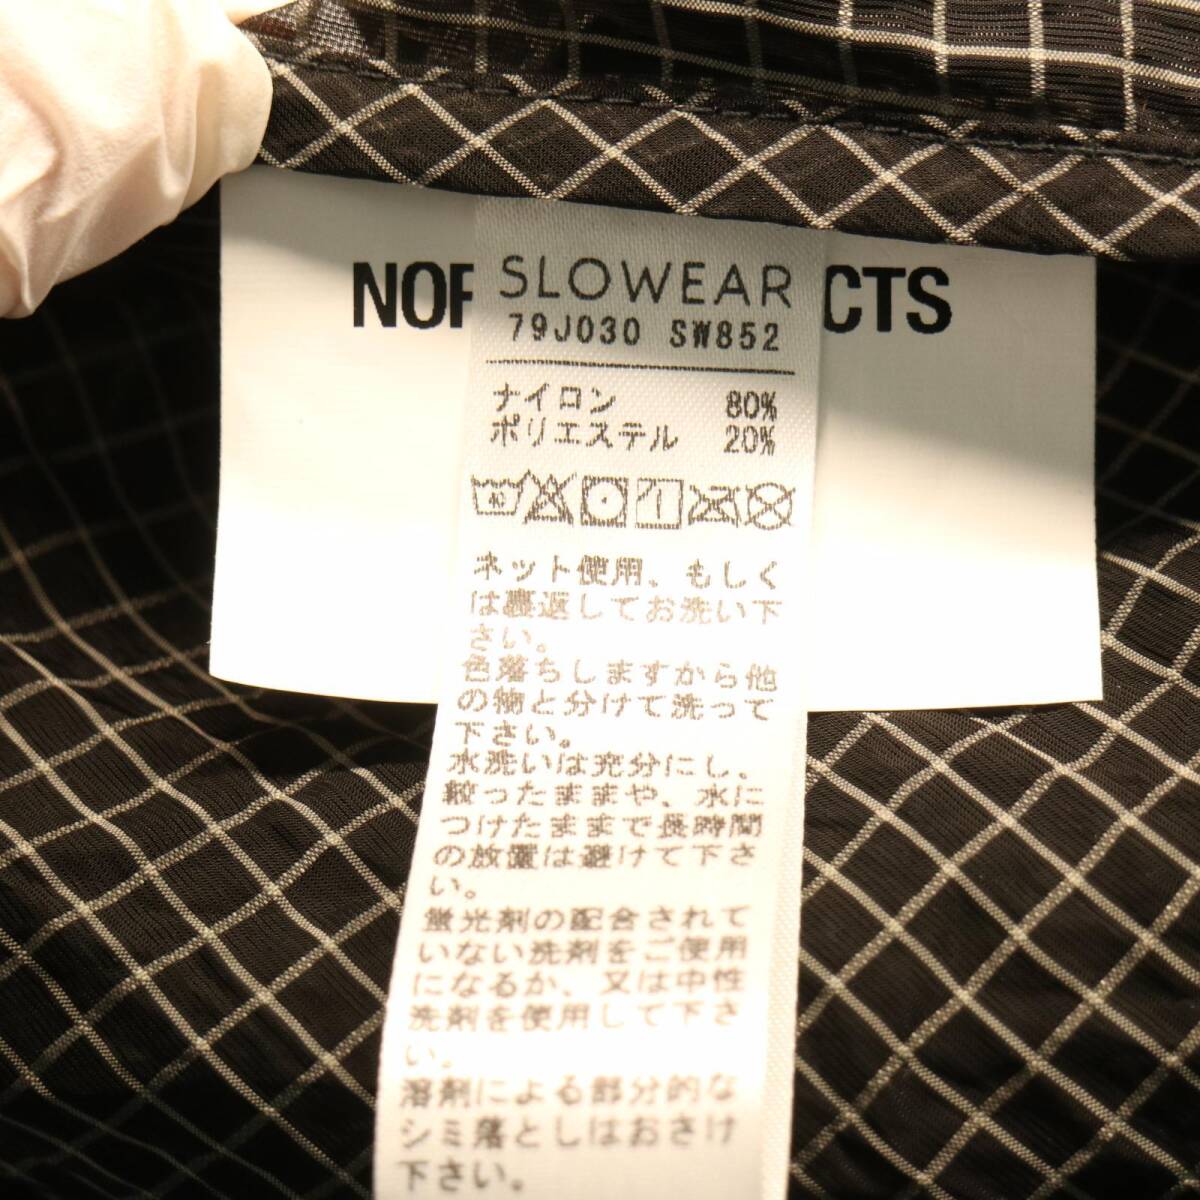 SLOWEAR
79J030 SW852
ナイロン 80%
ポリエステル 20%
40
ネット使用、もしく
は裏返してお洗い下
さい。
色落ちしますから他
の物と分けて洗って
下さい。
水洗いは充分にし、
絞ったままや、水に
つけたままで長時間
の放置は避けて下さ
い。
蛍光剤の配合されて
いない洗剤をご使用
になるか、又は中性
洗剤を使用して下さ
い。
溶剤による部分的な
シミ落としはおさけ
下さい。